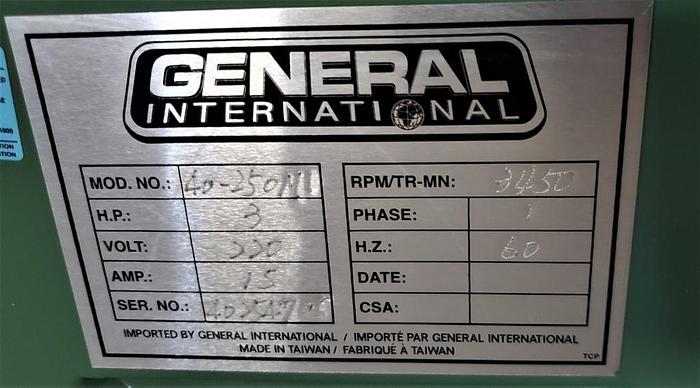 GENERAL
INTERNATIONAL
MOD. NO.: 40-250M1
H.P.: 3
VOLT: 220
AMP.: 15
SER. NO.:
RPM/TR-MN: 3450
PHASE: 1
H.Z.: 60
DATE:
CSA:
IMPORTED BY GENERAL INTERNATIONAL / IMPORTÉ PAR GENERAL INTERNATIONAL
MADE IN TAIWAN / FABRIQUÉ À TAIWAN
TCP